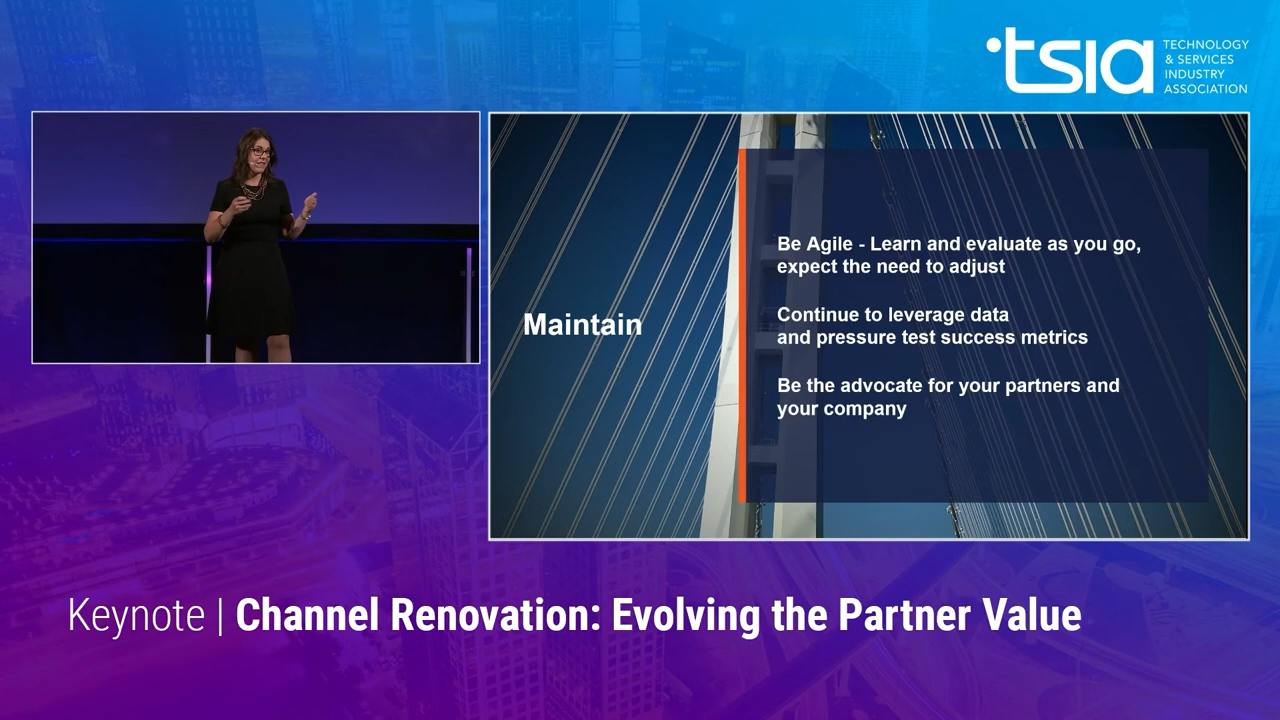 tsia
TECHNOLOGY
& SERVICES
INDUSTRY
ASSOCIATION
Maintain
Be Agile - Learn and evaluate as you go,
expect the need to adjust
Continue to leverage data
and pressure test success metrics
Be the advocate for your partners and
your company
Keynote | Channel Renovation: Evolving the Partner Value